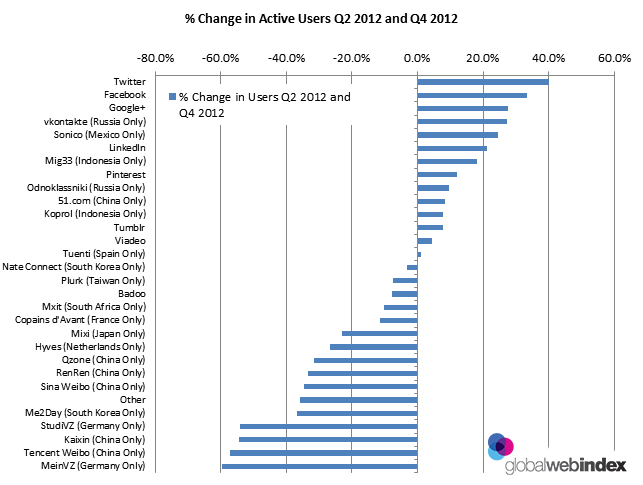 % Change in Active Users Q2 2012 and Q4 2012
-80.0% -60.0% -40.0% -20.0% 0.0% 20.0% 40.0% 60.0%
% Change in Users Q2 2012 and
Q4 2012
Twitter
Facebook
Google+
vkontakte (Russia Only)
Sonico (Mexico Only)
LinkedIn
Mig33 (Indonesia Only)
Pinterest
Odnoklassniki (Russia Only)
51.com (China Only)
Koprol (Indonesia Only)
Tumblr
Viadeo
Tuenti (Spain Only)
Nate Connect (South Korea Only)
Plurk (Taiwan Only)
Badoo
Mxit (South Africa Only)
Copains d'Avant (France Only)
Mixi (Japan Only)
Hyves (Netherlands Only)
Qzone (China Only)
RenRen (China Only)
Sina Weibo (China Only)
Other
Me2Day (South Korea Only)
StudiVZ (Germany Only)
Kaixin (China Only)
Tencent Weibo (China Only)
MeinVZ (Germany Only)
globalwebindex